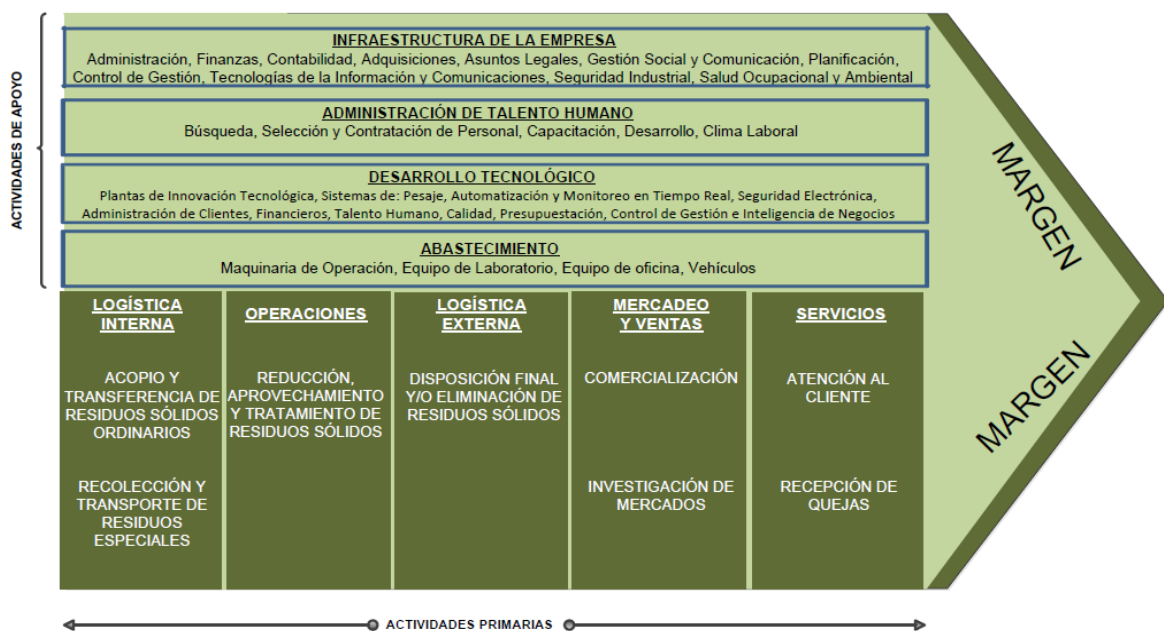 ACTIVIDADES DE APOYO
INFRAESTRUCTURA DE LA EMPRESA
Administración, Finanzas, Contabilidad, Adquisiciones, Asuntos Legales, Gestión Social y Comunicación, Planificación,
Control de Gestión, Tecnologías de la Información y Comunicaciones, Seguridad Industrial, Salud Ocupacional y Ambiental
ADMINISTRACIÓN DE TALENTO HUMANO
Búsqueda, Selección y Contratación de Personal, Capacitación, Desarrollo, Clima Laboral
DESARROLLO TECNOLÓGICO
Plantas de Innovación Tecnológica, Sistemas de: Pesaje, Automatización y Monitoreo en Tiempo Real, Seguridad Electrónica,
Administración de Clientes, Financieros, Talento Humano, Calidad, Presupuestación, Control de Gestión e Inteligencia de Negocios
ABASTECIMIENTO
Maquinaria de Operación, Equipo de Laboratorio, Equipo de oficina, Vehículos
LOGÍSTICA
INTERNA
ACOPIO Y
TRANSFERENCIA DE
RESIDUOS SÓLIDOS
ORDINARIOS
RECOLECCIÓN Y
TRANSPORTE DE
RESIDUOS
ESPECIALES
OPERACIONES
REDUCCIÓN,
APROVECHAMIENTO
Y TRATAMIENTO DE
RESIDUOS SÓLIDOS
LOGÍSTICA
EXTERNA
DISPOSICIÓN FINAL
Y/O ELIMINACIÓN DE
RESIDUOS SÓLIDOS
MERCADEO
Y VENTAS
COMERCIALIZACIÓN
INVESTIGACIÓN DE
MERCADOS
SERVICIOS
ATENCIÓN AL
CLIENTE
RECEPCIÓN DE
QUEJAS
MARGEN
MARGEN
ACTIVIDADES PRIMARIAS